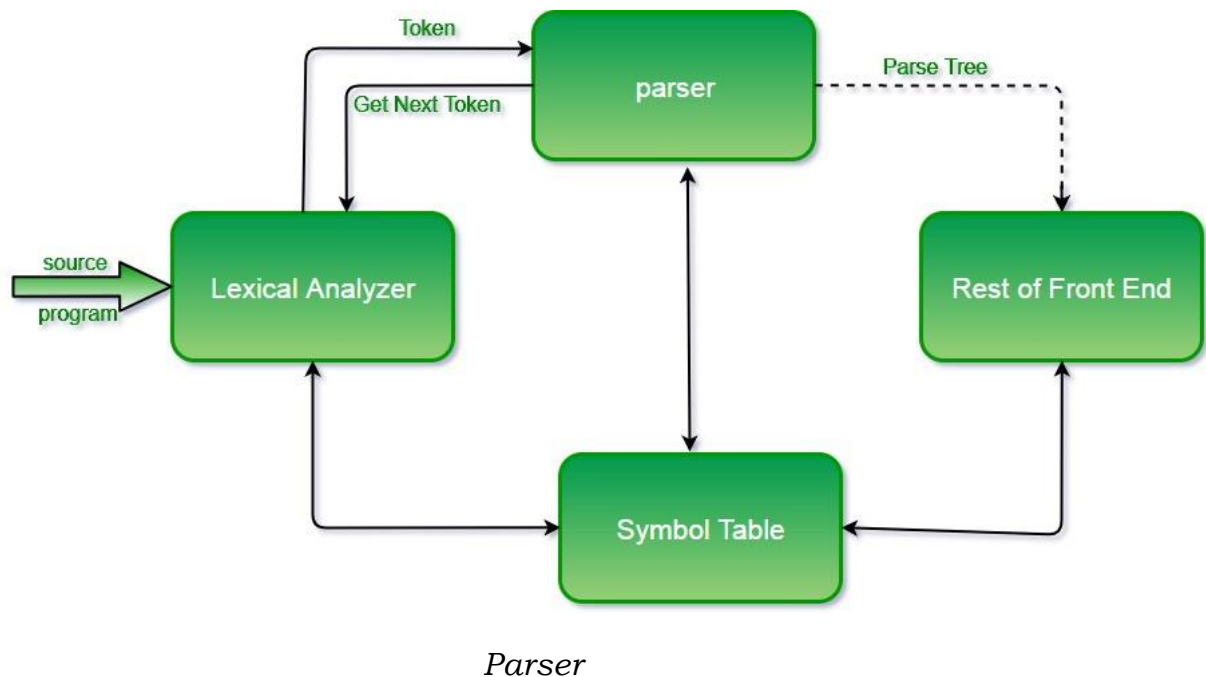 Token
parser
Parse Tree
Get Next Token
source
program
Lexical Analyzer
Rest of Front End
Symbol Table
Parser